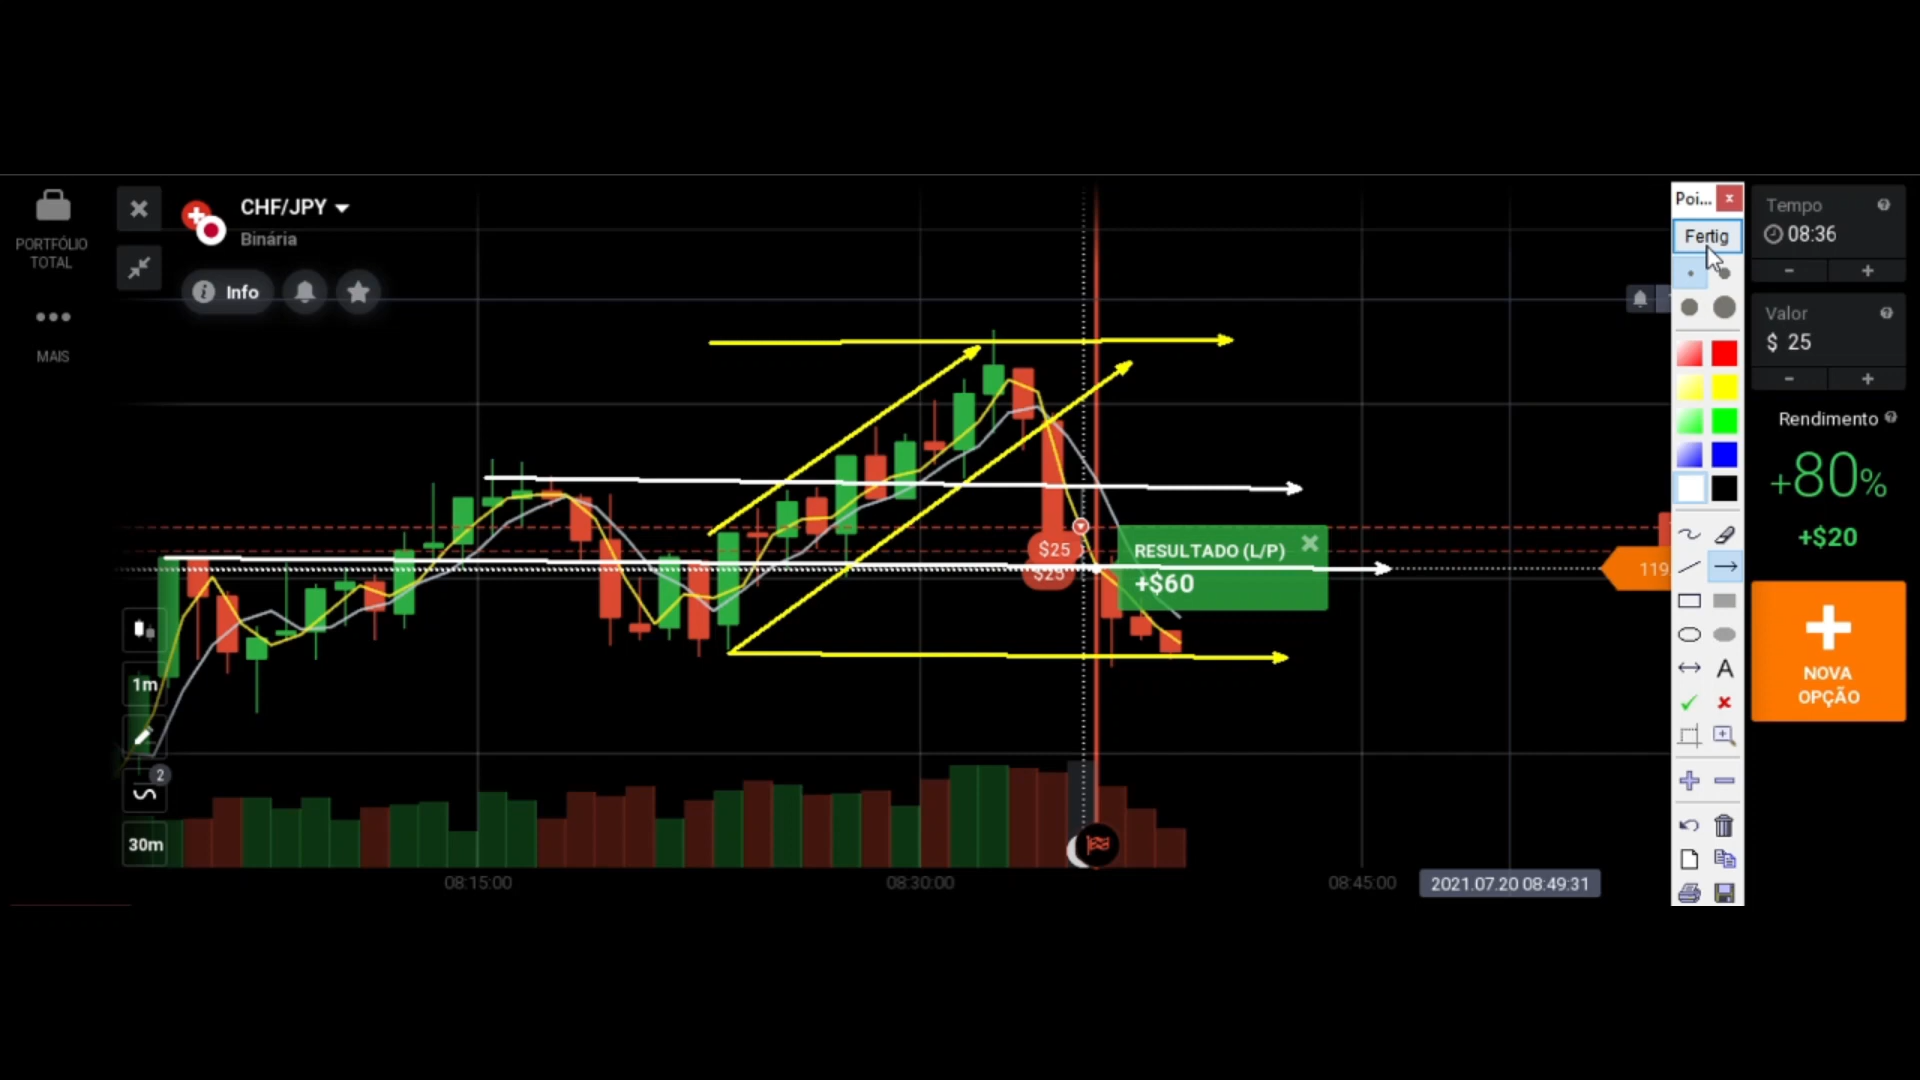 CHF/JPY
Binária
PORTFÓLIO
TOTAL
MAIS
Info
1m
2
30m
$25
$25
RESULTADO (L/P)
+$60
119.
08:15:00
08:30:00
08:45:00
2021.07.20 08:49:31
Poi...
Fertig
A
Tempo
08:36
Valor
$ 25
Rendimento
+80%
+$20
NOVA
OPÇÃO